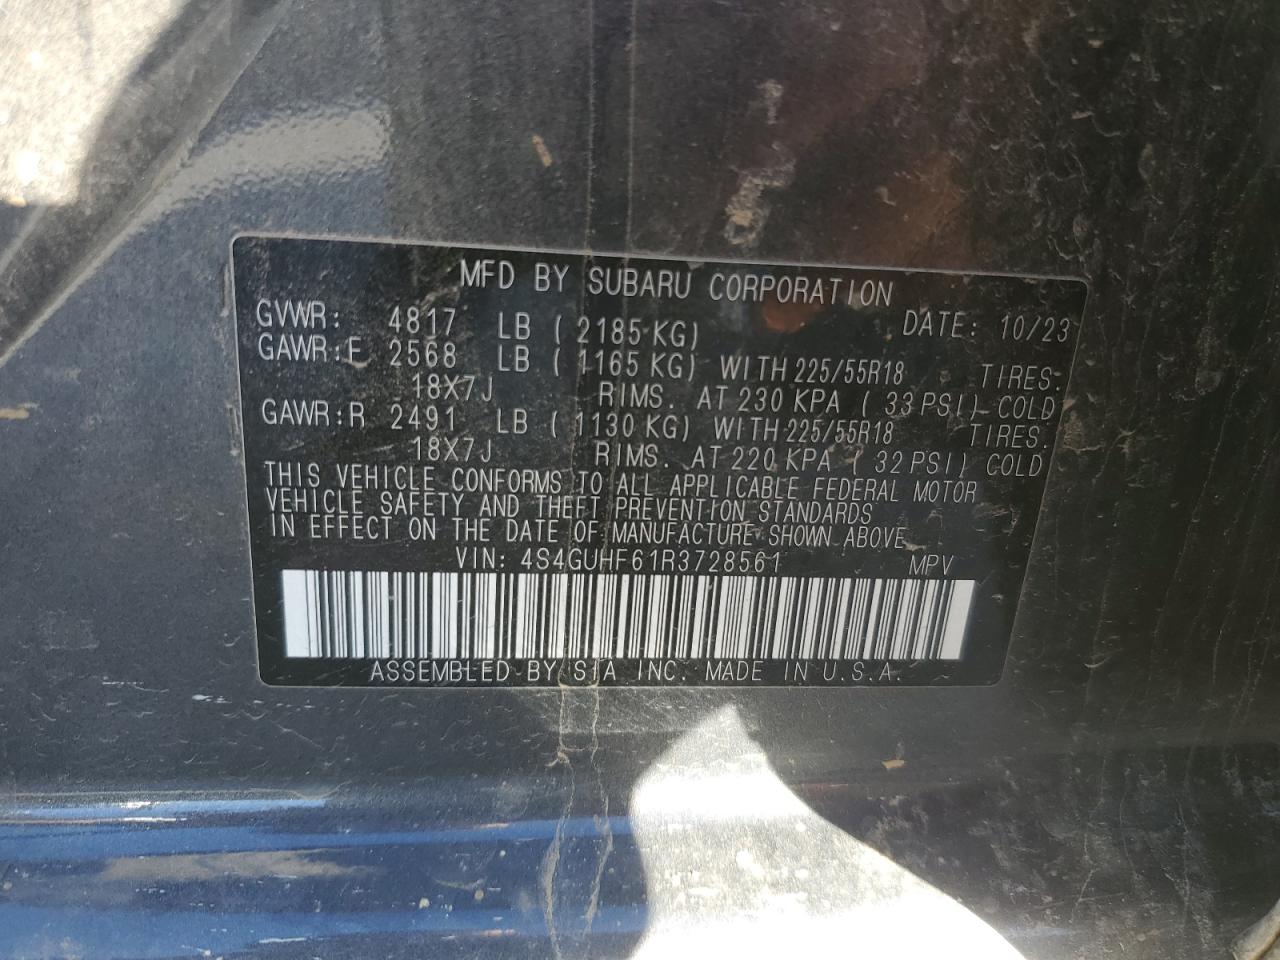 MFD BY SUBARU CORPORATION
GVWR: 4817 LB ( 2185 KG) DATE: 10/23
GAWR:F 2568 LB ( 1165 KG) WITH 225/55R18 TIRES.
18X7J RIMS. AT 230 KPA ( 33 PSI) COLD
GAWR:R 2491 LB ( 1130 KG) WITH 225/55R18 TIRES.
18X7J RIMS. AT 220 KPA ( 32 PSI) COLD
THIS VEHICLE CONFORMS TO ALL APPLICABLE FEDERAL MOTOR
VEHICLE SAFETY AND THEFT PREVENTION STANDARDS
IN EFFECT ON THE DATE OF MANUFACTURE SHOWN ABOVE.
VIN: 4S4GUHF61R3728561 MPV
ASSEMBLED BY SIA INC. MADE IN U.S.A.